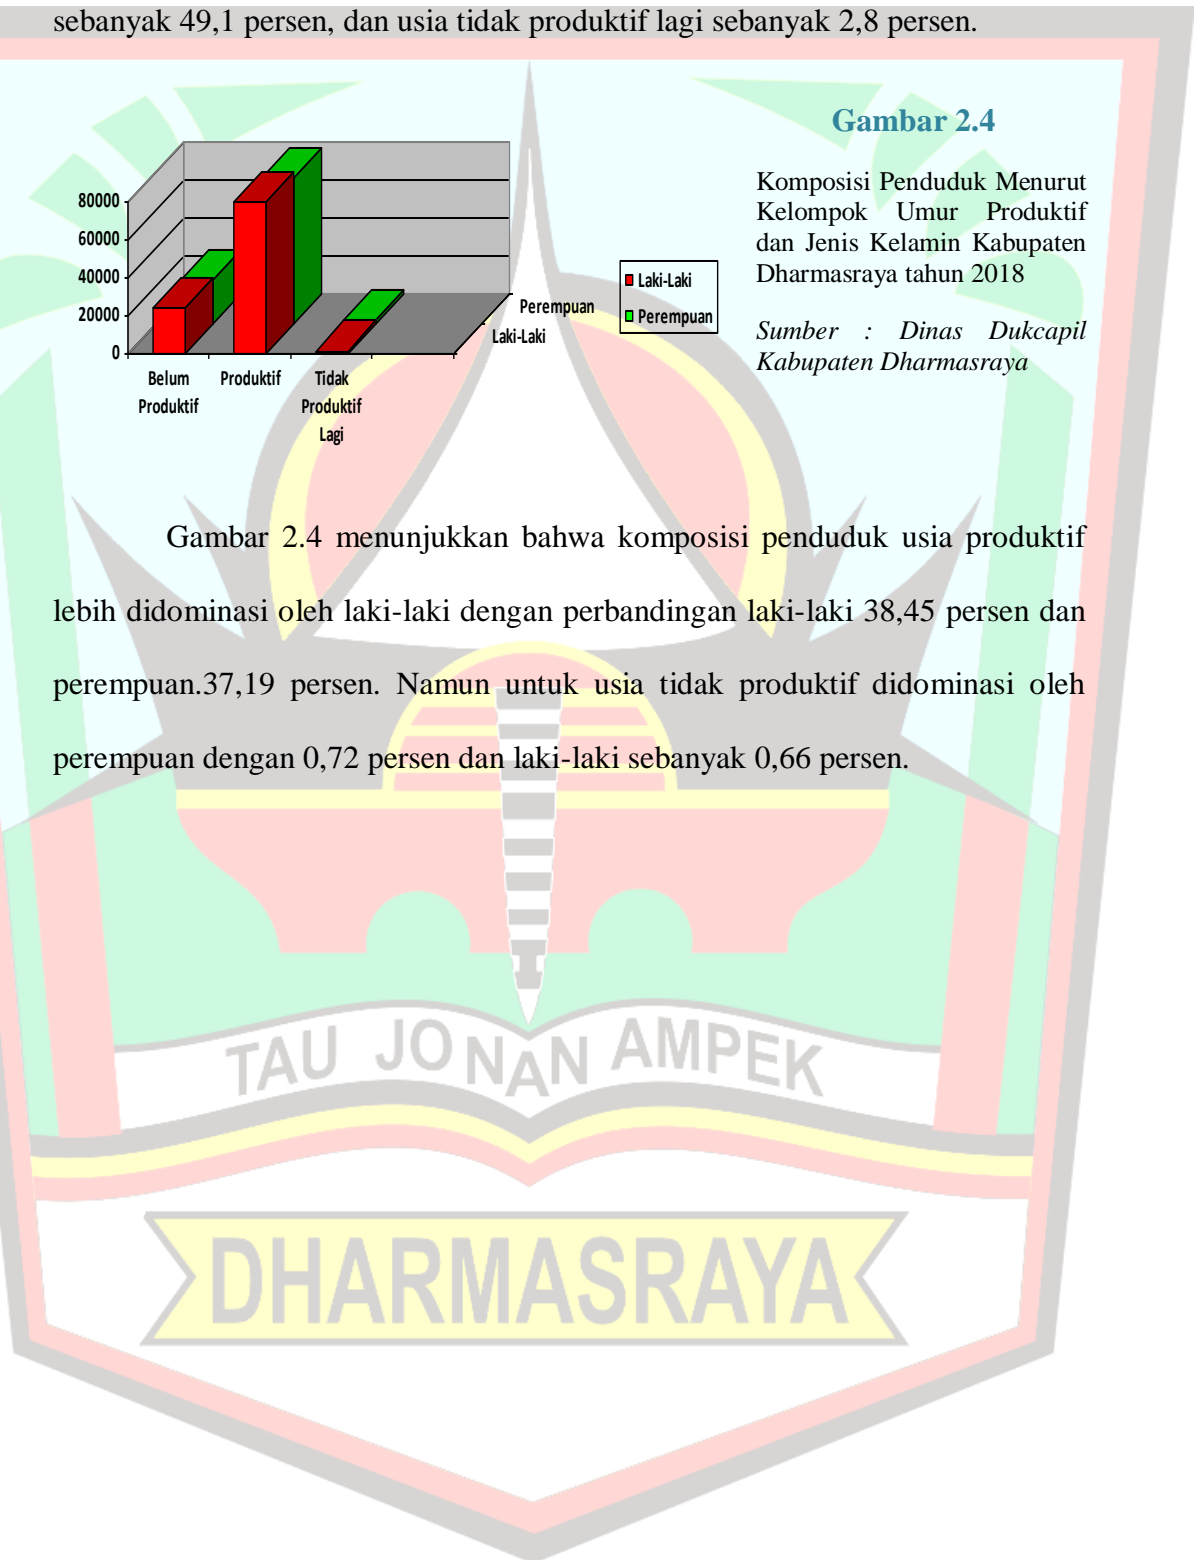 sebanyak 49,1 persen, dan usia tidak produktif lagi sebanyak 2,8 persen.
80000
60000
40000
20000
0
Belum
Produktif
Produktif
Tidak
Produktif
Lagi
Perempuan
Laki-Laki
Laki-Laki
Perempuan
Gambar 2.4
Komposisi Penduduk Menurut
Kelompok Umur Produktif
dan Jenis Kelamin Kabupaten
Dharmasraya tahun 2018
Sumber : Dinas Dukcapil
Kabupaten Dharmasraya
Gambar 2.4 menunjukkan bahwa komposisi penduduk usia produktif
lebih didominasi oleh laki-laki dengan perbandingan laki-laki 38,45 persen dan
perempuan.37,19 persen. Namun untuk usia tidak produktif didominasi oleh
perempuan dengan 0,72 persen dan laki-laki sebanyak 0,66 persen.
TAU JO NAN AMPEK
DHARMASRAYA